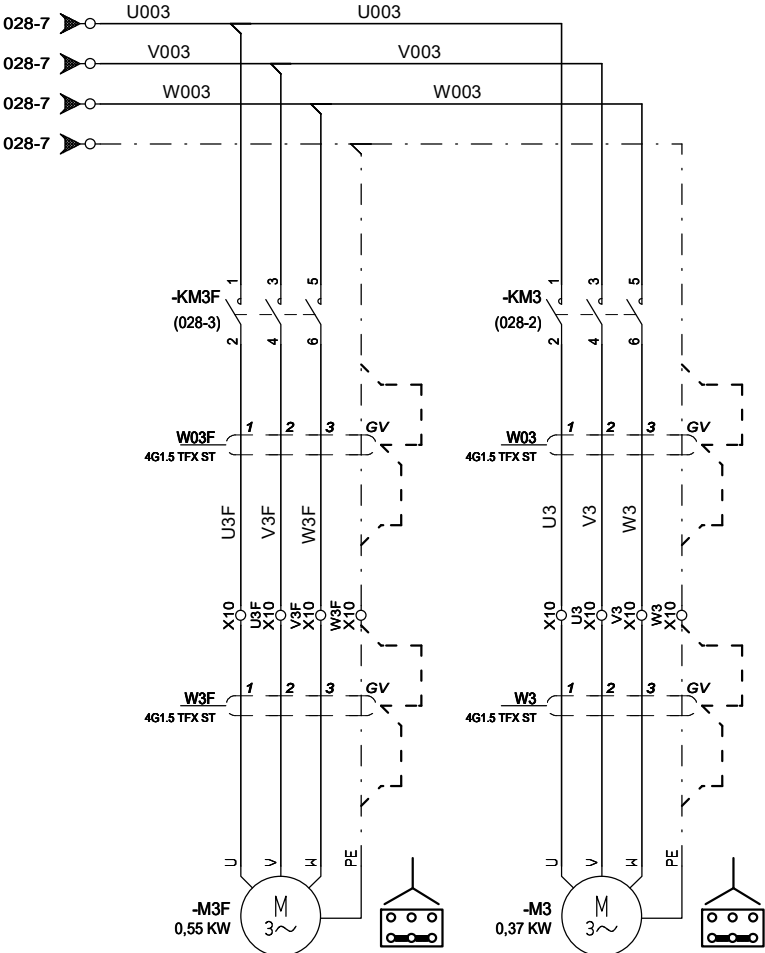 028-7 U003 U003
028-7 V003 V003
028-7 W003 W003
028-7
1 3 5 1 3 5
-KM3F -KM3
(028-3) (028-2)
2 4 6 2 4 6
1 2 3 GV 1 2 3 GV
W03F W03
4G1.5 TFX ST 4G1.5 TFX ST
U3F V3F W3F U3 V3 W3
X10 U3F X10 V3F X10 W3F X10 X10 U3 X10 V3 X10 W3 X10
1 2 3 GV 1 2 3 GV
W3F W3
4G1.5 TFX ST 4G1.5 TFX ST
U V W PE U V W PE
-M3F M -M3 M
0,55 KW 3~ 0,37 KW 3~